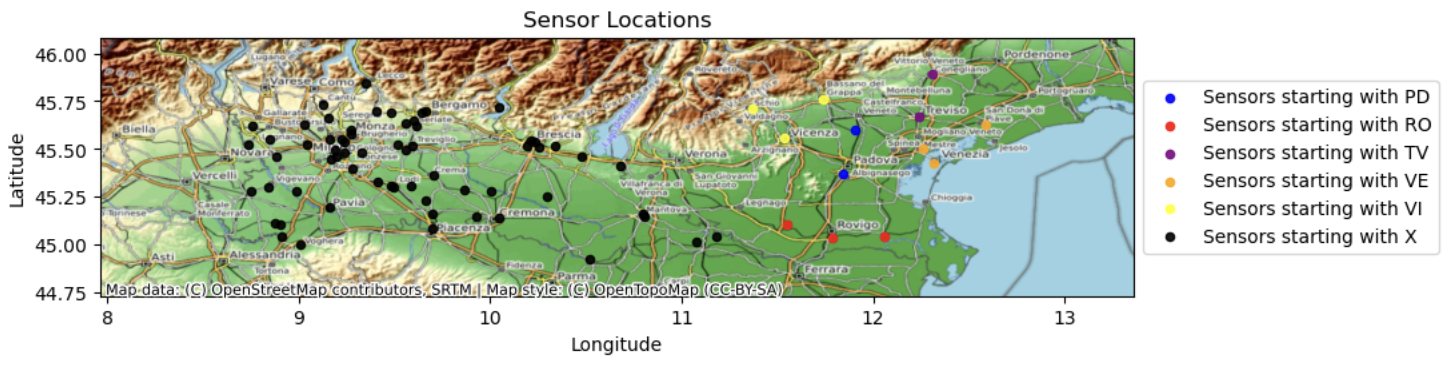 Sensor Locations
46.00
45.75
45.50
45.25
45.00
44.75
Latitude
8
9
10
11
12
13
Longitude
Lugano
Varese
Como
Lecco
Cantù
Biella
Gallarate
Bergamo
Seriate
Monza
Brugherio
Treviglio
Novara
Vercelli
Vigevano
Lodi
Crema
Casale
Monferrato
Pavia
Cremona
Piacenza
Voghera
Asti
Alessandria
Tortona
Fidenza
Parma
Brescia
Rovereto
Schio
Valdagno
Arzignano
Vicenza
Verona
San Giovanni
Lupatoto
Villafranca di
Verona
Mantova
Legnago
Bassano del
Grappa
Castelfranco
Veneto
Montebelluna
Vittorio Veneto
Conegliano
Pordenone
Portogruaro
San Donà di
Piave
Treviso
Mogliano Veneto
Spinea
Mestre
Venezia
Jesolo
Padova
Albignasego
Chioggia
Rovigo
Ferrara
Map data: (C) OpenStreetMap contributors, SRTM | Map style: (C) OpenTopoMap (CC-BY-SA)
Sensors starting with PD
Sensors starting with RO
Sensors starting with TV
Sensors starting with VE
Sensors starting with VI
Sensors starting with X